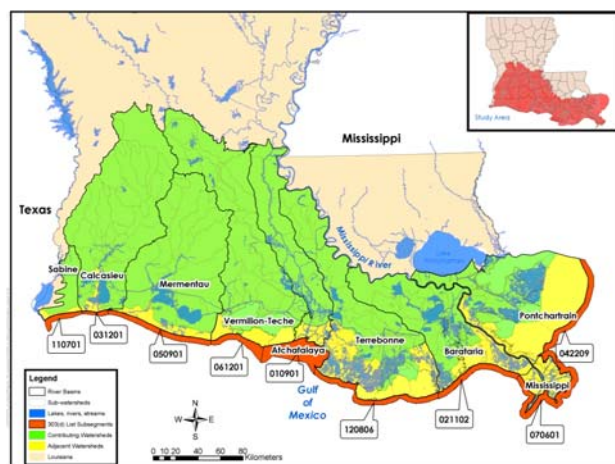 Study Area
Mississippi
Texas
Mississippi River
Sabine
Calcasieu
Mermentau
Vermilion-Teche
Atchafalaya
Terrebonne
Barataria
Pontchartrain
Mississippi
110701
031201
050901
061201
010901
120806
021102
070601
042209
Gulf
of
Mexico
Legend
River Basins
Sub-watersheds
Lakes, rivers, streams
303(d) List Subsegments
Contributing Watersheds
Adjacent Watersheds
Louisiana
N
W
E
S
0 10 20 40 60 80
Kilometers